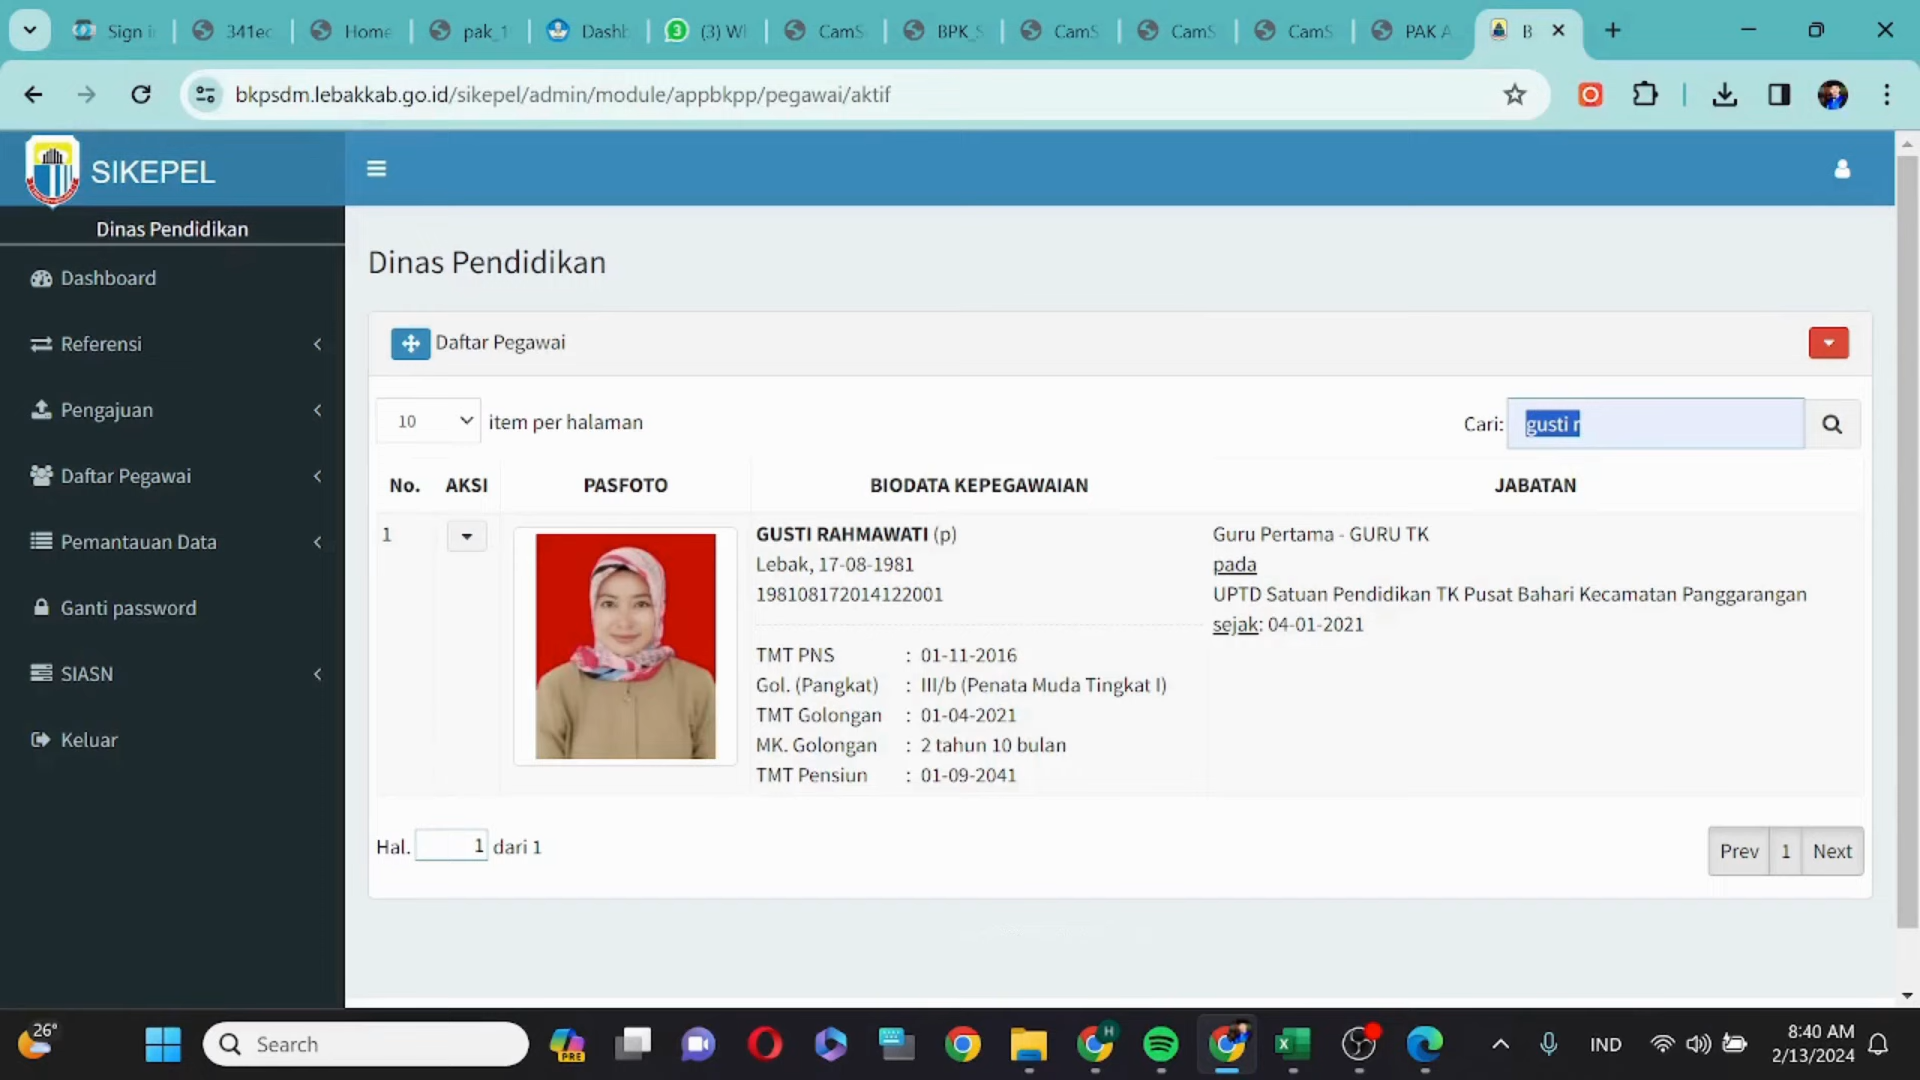 Sign i
341ec
Home
pak_1
Dashb
(3) W
CamS
BPK_S
CamS
CamS
CamS
PAK A
B
bkpsdm.lebakkab.go.id/sikepel/admin/module/appbkpp/pegawai/aktif
SIKEPEL
Dinas Pendidikan
Dashboard
Referensi
Pengajuan
Daftar Pegawai
Pemantauan Data
Ganti password
SIASN
Keluar
Dinas Pendidikan
Daftar Pegawai
10 item per halaman
Cari: gusti r
No. AKSI PASFOTO BIODATA KEPEGAWAIAN JABATAN
1
GUSTI RAHMAWATI (p)
Lebak, 17-08-1981
198108172014122001
TMT PNS : 01-11-2016
Gol. (Pangkat) : III/b (Penata Muda Tingkat I)
TMT Golongan : 01-04-2021
MK. Golongan : 2 tahun 10 bulan
TMT Pensiun : 01-09-2041
Guru Pertama - GURU TK
pada
UPTD Satuan Pendidikan TK Pusat Bahari Kecamatan Panggarangan
sejak: 04-01-2021
Hal. 1 dari 1
Prev 1 Next
26°
Search
PRE
H
IND
8:40 AM
2/13/2024